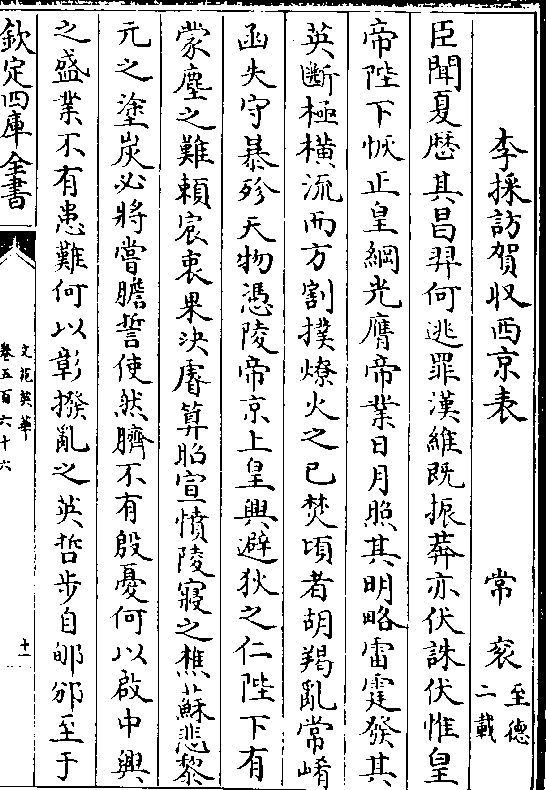 李採訪賀収西京表　常衮至德二載
臣聞夏厯其昌羿何逃罪漢維既振莽亦伏誅伏惟皇
帝陛下恢正皇綱光膺帝業日月照其明略雷霆發其
英斷極橫流而方割撲燎火之已焚頃者胡羯亂常崤
函失守暴殄天物憑陵帝京上皇興避狄之仁陛下有
蒙塵之難賴宸衷果決睿算昭宣憤陵寢之樵蘇悲黎
元之塗炭必將嘗膽誓使然臍不有殷憂何以啟中興
之盛業不有患難何以彰撥亂之英哲步自郇邠至于
欽定四庫全書
文苑英華
卷五百六十六
十一